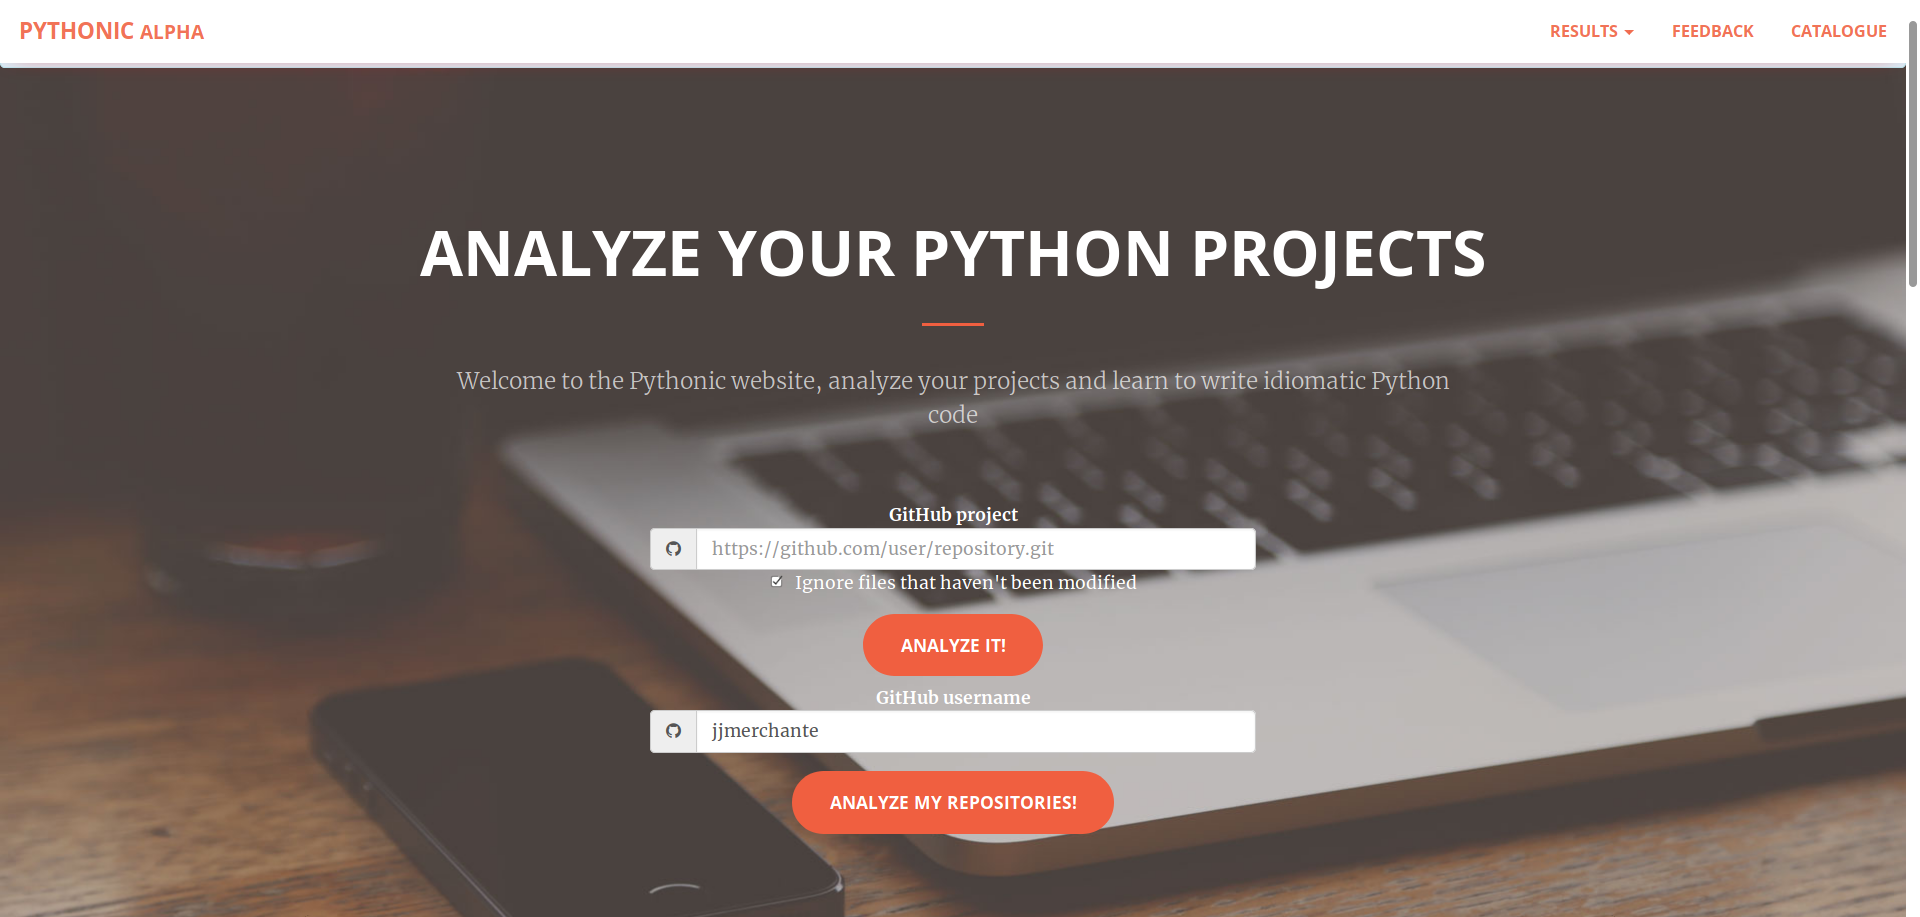 PYTHONIC ALPHA
RESULTS
FEEDBACK
CATALOGUE
ANALYZE YOUR PYTHON PROJECTS
Welcome to the Pythonic website, analyze your projects and learn to write idiomatic Python
code
GitHub project
https://github.com/user/repository.git
Ignore files that haven't been modified
ANALYZE IT!
GitHub username
jjmerchante
ANALYZE MY REPOSITORIES!